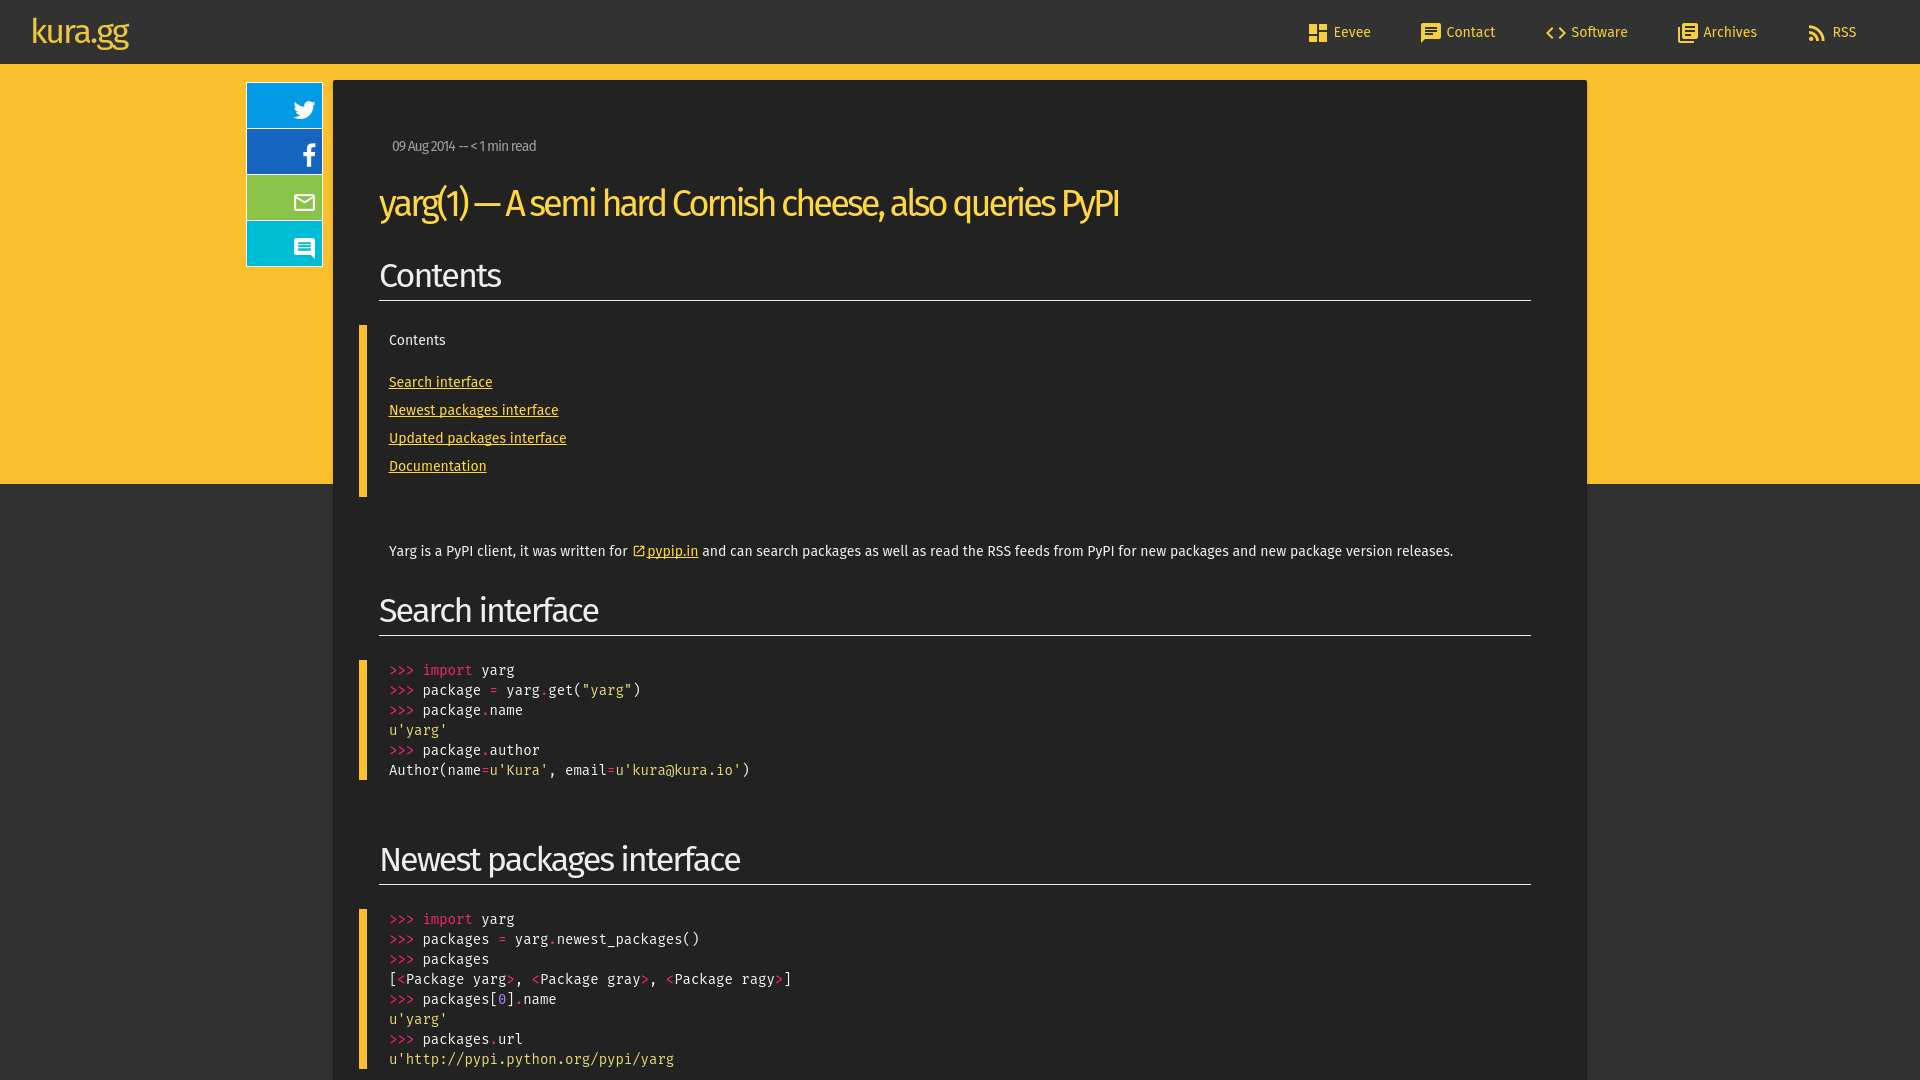 kura.gg
Eevee
Contact
Software
Archives
RSS
09 Aug 2014 -- < 1 min read
yarg(1) — A semi hard Cornish cheese, also queries PyPI
Contents
Contents
Search interface
Newest packages interface
Updated packages interface
Documentation
Yarg is a PyPI client, it was written for pypip.in and can search packages as well as read the RSS feeds from PyPI for new packages and new package version releases.
Search interface
>>> import yarg
>>> package = yarg.get("yarg")
>>> package.name
u'yarg'
>>> package.author
Author(name=u'Kura', email=u'kura@kura.io')
Newest packages interface
>>> import yarg
>>> packages = yarg.newest_packages()
>>> packages
[<Package yarg>, <Package gray>, <Package ragy>]
>>> packages[0].name
u'yarg'
>>> packages.url
u'http://pypi.python.org/pypi/yarg